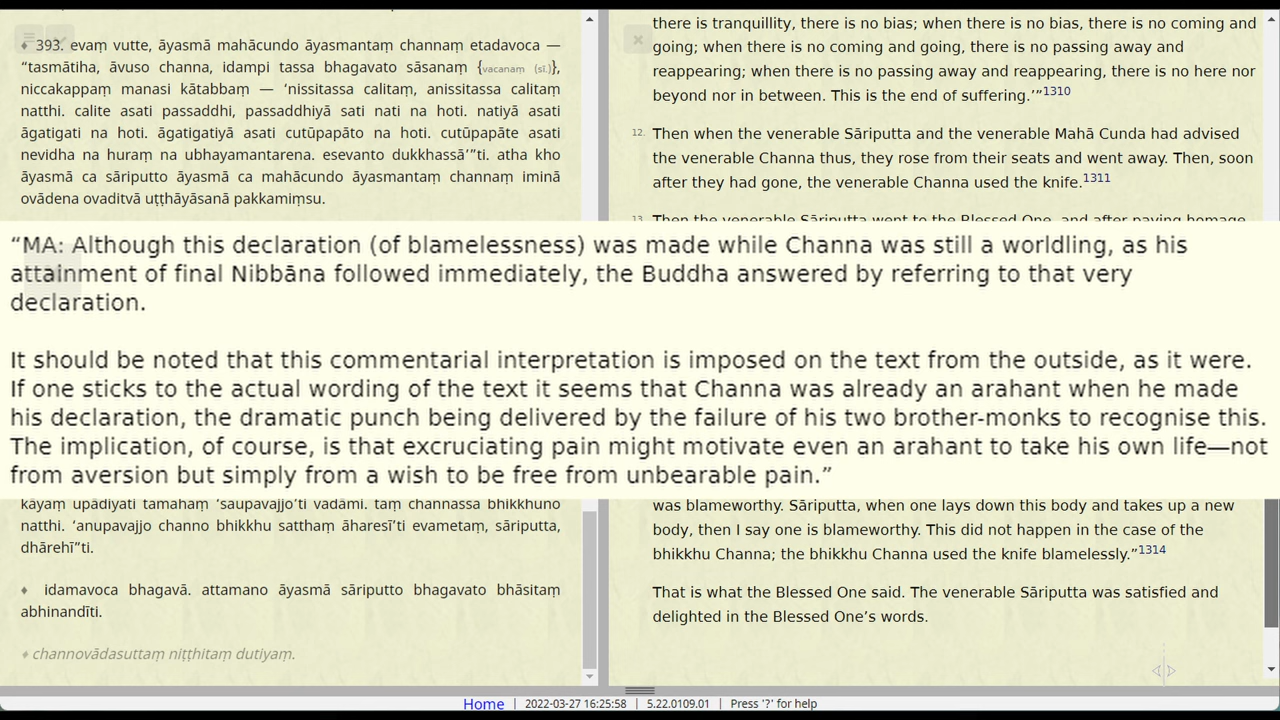 ♦ 393. evaṃ vutte, āyasmā mahācundo āyasmantaṃ channaṃ etadavoca —
“tasmātiha, āvuso channa, idampi tassa bhagavato sāsanaṃ {vacanaṃ (sī.)},
niccakappaṃ manasi kātabbaṃ — ‘nissitassa calitaṃ, anissitassa calitaṃ
natthi. calite asati passaddhi, passaddhiyā sati nati na hoti. natiyā asati
āgatigati na hoti. āgatigatiyā asati cutūpapāto na hoti. cutūpapāte asati
nevidha na huraṃ na ubhayamantarena. esevanto dukkhassā’”ti. atha kho
āyasmā ca sāriputto āyasmā ca mahācundo āyasmantaṃ channaṃ iminā
ovādena ovaditvā uṭṭhāyāsanā pakkamiṃsu.
there is tranquillity, there is no bias; when there is no bias, there is no coming and
going; when there is no coming and going, there is no passing away and
reappearing; when there is no passing away and reappearing, there is no here nor
beyond nor in between. This is the end of suffering.’”1310
12. Then when the venerable Sāriputta and the venerable Mahā Cunda had advised
the venerable Channa thus, they rose from their seats and went away. Then, soon
after they had gone, the venerable Channa used the knife.1311
13. Then the venerable Sāriputta went to the Blessed One, and after paying homage
“MA: Although this declaration (of blamelessness) was made while Channa was still a worldling, as his
attainment of final Nibbāna followed immediately, the Buddha answered by referring to that very
declaration.
It should be noted that this commentarial interpretation is imposed on the text from the outside, as it were.
If one sticks to the actual wording of the text it seems that Channa was already an arahant when he made
his declaration, the dramatic punch being delivered by the failure of his two brother-monks to recognise this.
The implication, of course, is that excruciating pain might motivate even an arahant to take his own life—not
from aversion but simply from a wish to be free from unbearable pain.”
kāyaṃ upādiyati tamahaṃ ‘saupavajjo’ti vadāmi. taṃ channassa bhikkhuno
natthi. ‘anupavajjo channo bhikkhu satthaṃ āharesī’ti evametaṃ, sāriputta,
dhārehī”ti.
♦ idamavoca bhagavā. attamano āyasmā sāriputto bhagavato bhāsitaṃ
abhinandīti.
♦ channovādasuttaṃ niṭṭhitaṃ dutiyaṃ.
was blameworthy. Sāriputta, when one lays down this body and takes up a new
body, then I say one is blameworthy. This did not happen in the case of the
bhikkhu Channa; the bhikkhu Channa used the knife blamelessly.”1314
That is what the Blessed One said. The venerable Sāriputta was satisfied and
delighted in the Blessed One’s words.
Home | 2022-03-27 16:25:58 | 5.22.0109.01 | Press '?' for help